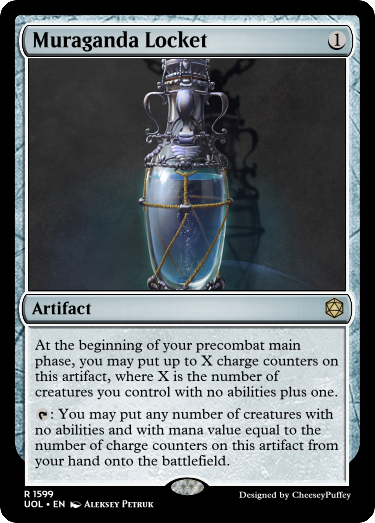 Muraganda Locket 1
Artifact
At the beginning of your precombat main
phase, you may put up to X charge counters on
this artifact, where X is the number of
creatures you control with no abilities plus one.
: You may put any number of creatures with
no abilities and with mana value equal to the
number of charge counters on this artifact from
your hand onto the battlefield.
R 1599
UOL • EN Aleksey Petruk
Designed by CheeseyPuffey